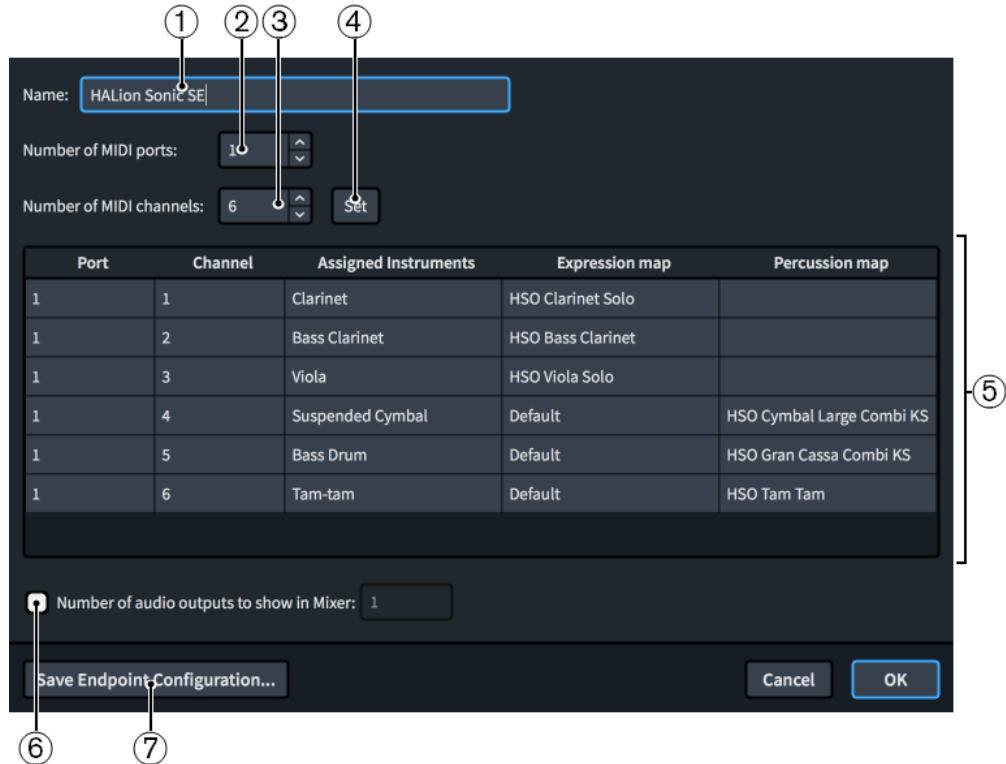 ① ② ③ ④
Name: HALion Sonic SE
Number of MIDI ports: 1
Number of MIDI channels: 6 Set
Port Channel Assigned Instruments Expression map Percussion map
1 1 Clarinet HSO Clarinet Solo
1 2 Bass Clarinet HSO Bass Clarinet
1 3 Viola HSO Viola Solo
⑤
1 4 Suspended Cymbal Default HSO Cymbal Large Combi KS
1 5 Bass Drum Default HSO Gran Cassa Combi KS
1 6 Tam-tam Default HSO Tam Tam
Number of audio outputs to show in Mixer: 1
Save Endpoint Configuration... Cancel OK
⑥ ⑦